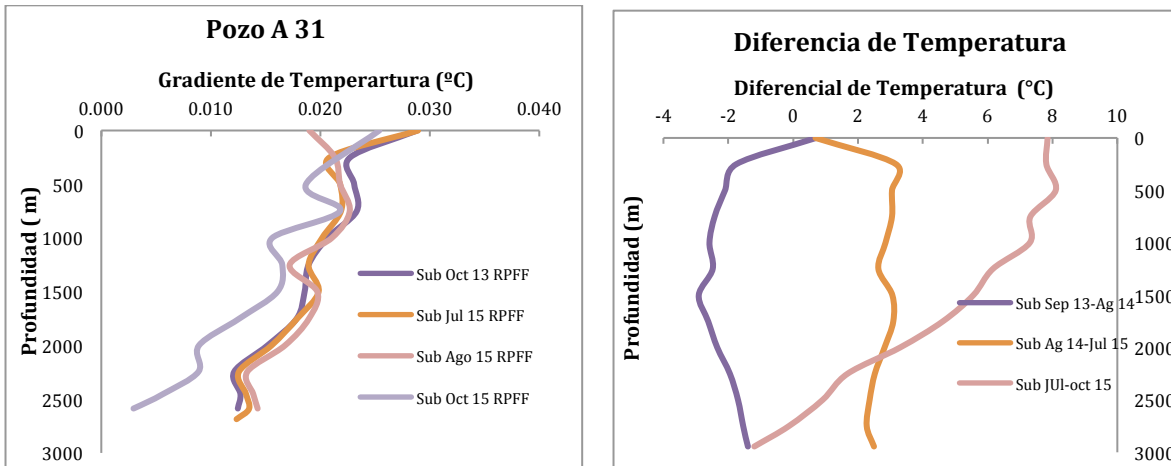 Pozo A 31
Gradiente de Temperartura (ºC)
0.000 0.010 0.020 0.030 0.040
Profundidad ( m)
0
500
1000
1500
2000
2500
3000
Sub Oct 13 RPFF
Sub Jul 15 RPFF
Sub Ago 15 RPFF
Sub Oct 15 RPFF
Diferencia de Temperatura
Diferencial de Temperatura (°C)
-4 -2 0 2 4 6 8 10
Profundidad (m)
0
500
1000
1500
2000
2500
3000
Sub Sep 13-Ag 14
Sub Ag 14-Jul 15
Sub JUl-oct 15